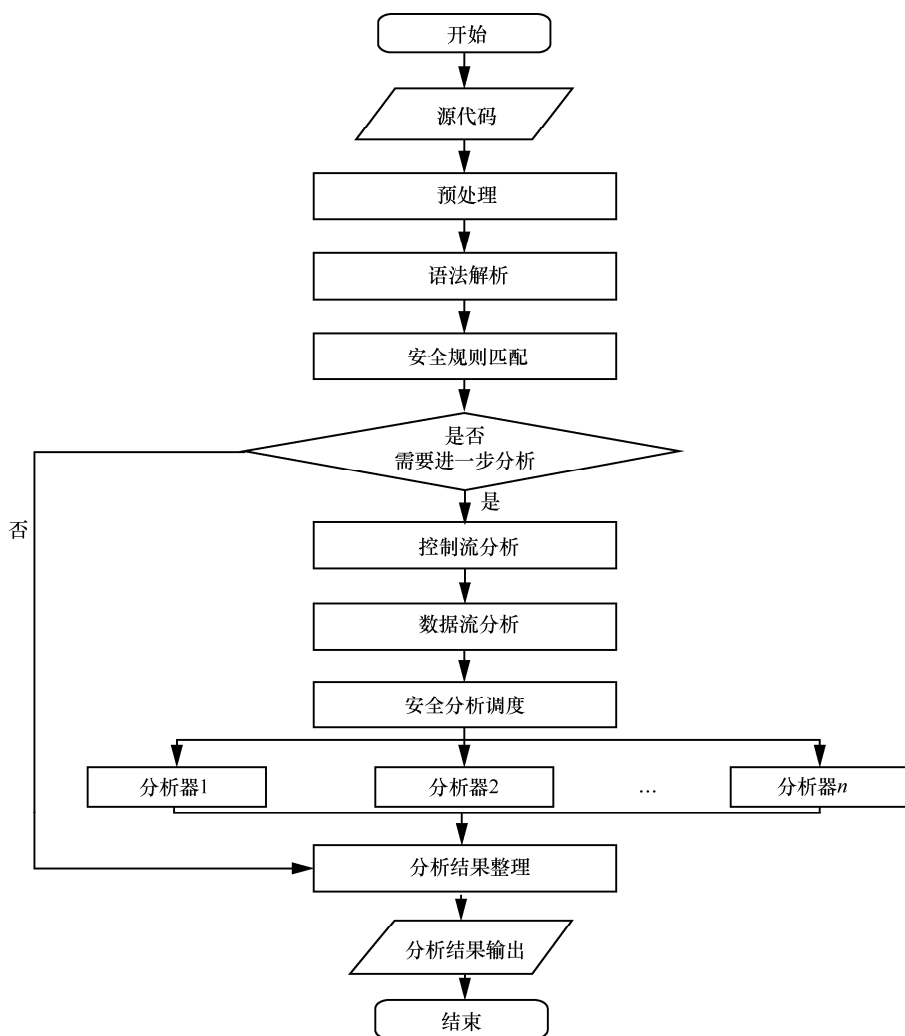 开始
源代码
预处理
语法解析
安全规则匹配
是否
需要进一步分析
是
否
控制流分析
数据流分析
安全分析调度
分析器1
分析器2
…
分析器n
分析结果整理
分析结果输出
结束